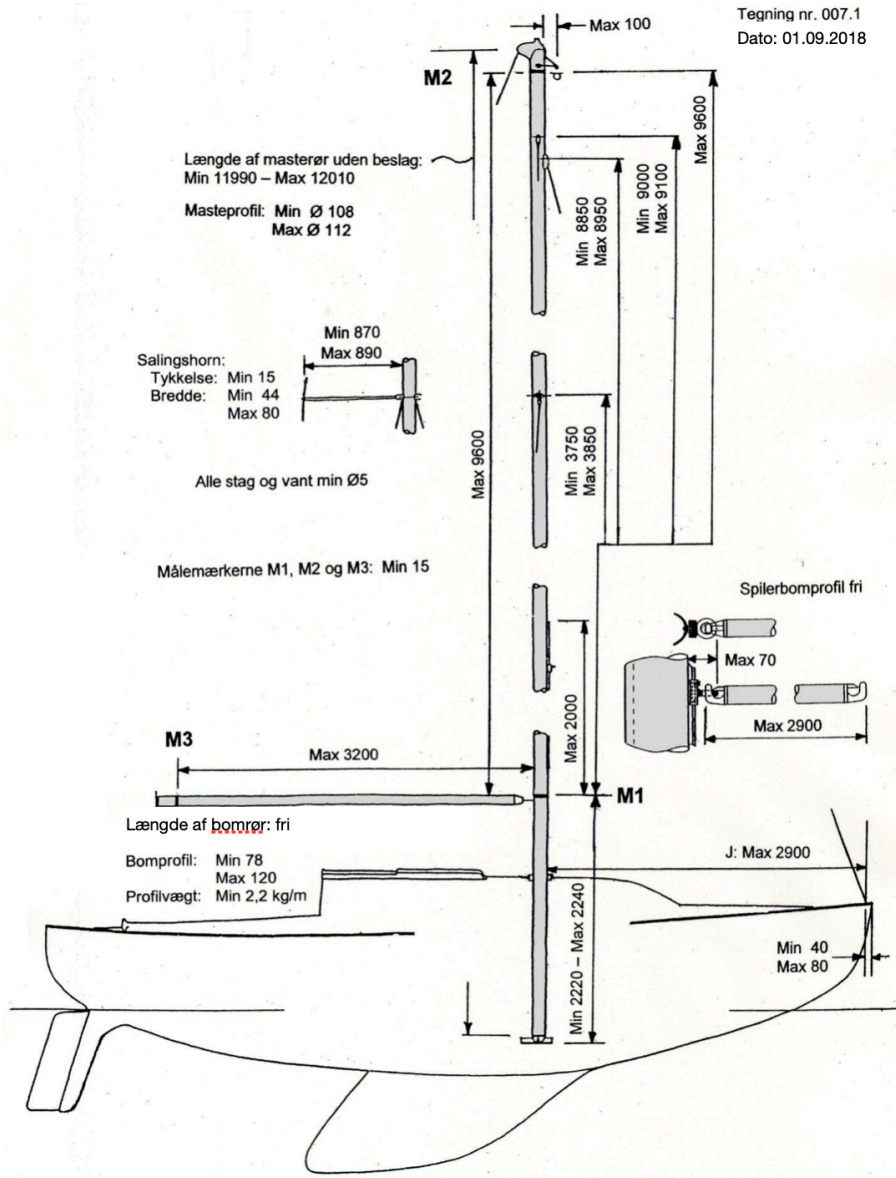 Tegning nr. 007.1
Dato: 01.09.2018
Max 100
M2
Max 9600
Længde af masterør uden beslag:
Min 11990 – Max 12010
Masteprofil: Min Ø 108
Max Ø 112
Min 8850
Max 8950
Min 9000
Max 9100
Min 870
Max 890
Salingshorn:
Tykkelse: Min 15
Bredde: Min 44
Max 80
Max 9600
Min 3750
Max 3850
Alle stag og vant min Ø5
Målemærkerne M1, M2 og M3: Min 15
Spilerbomprofil fri
Max 70
Max 2900
Max 2000
M3
Max 3200
M1
Længde af bomrør: fri
Bomprofil: Min 78
Max 120
Profilvægt: Min 2,2 kg/m
J: Max 2900
Min 2220 – Max 2240
Min 40
Max 80